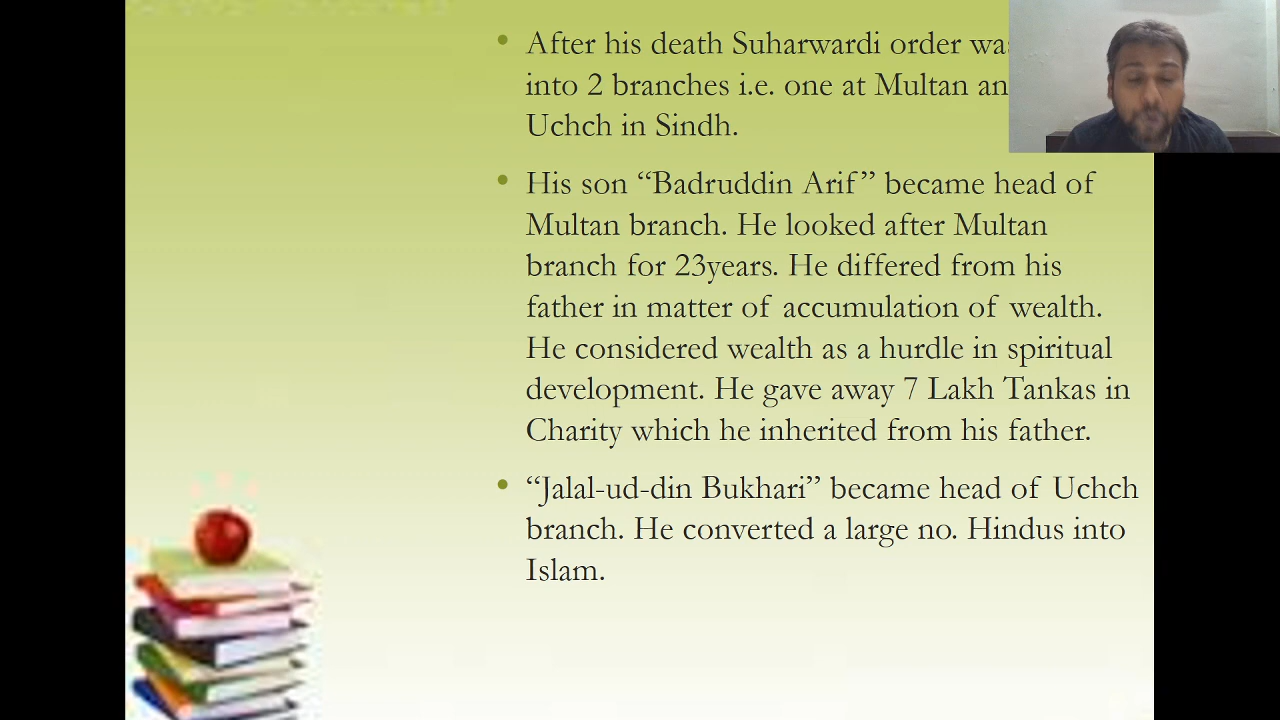 After his death Suharwardi order
into 2 branches i.e. one at Multan
Uchch in Sindh.
His son “Badruddin Arif” became head of
Multan branch. He looked after Multan
branch for 23years. He differed from his
father in matter of accumulation of wealth.
He considered wealth as a hurdle in spiritual
development. He gave away 7 Lakh Tankas in
Charity which he inherited from his father.
“Jalal-ud-din Bukhari” became head of Uchch
branch. He converted a large no. Hindus into
Islam.